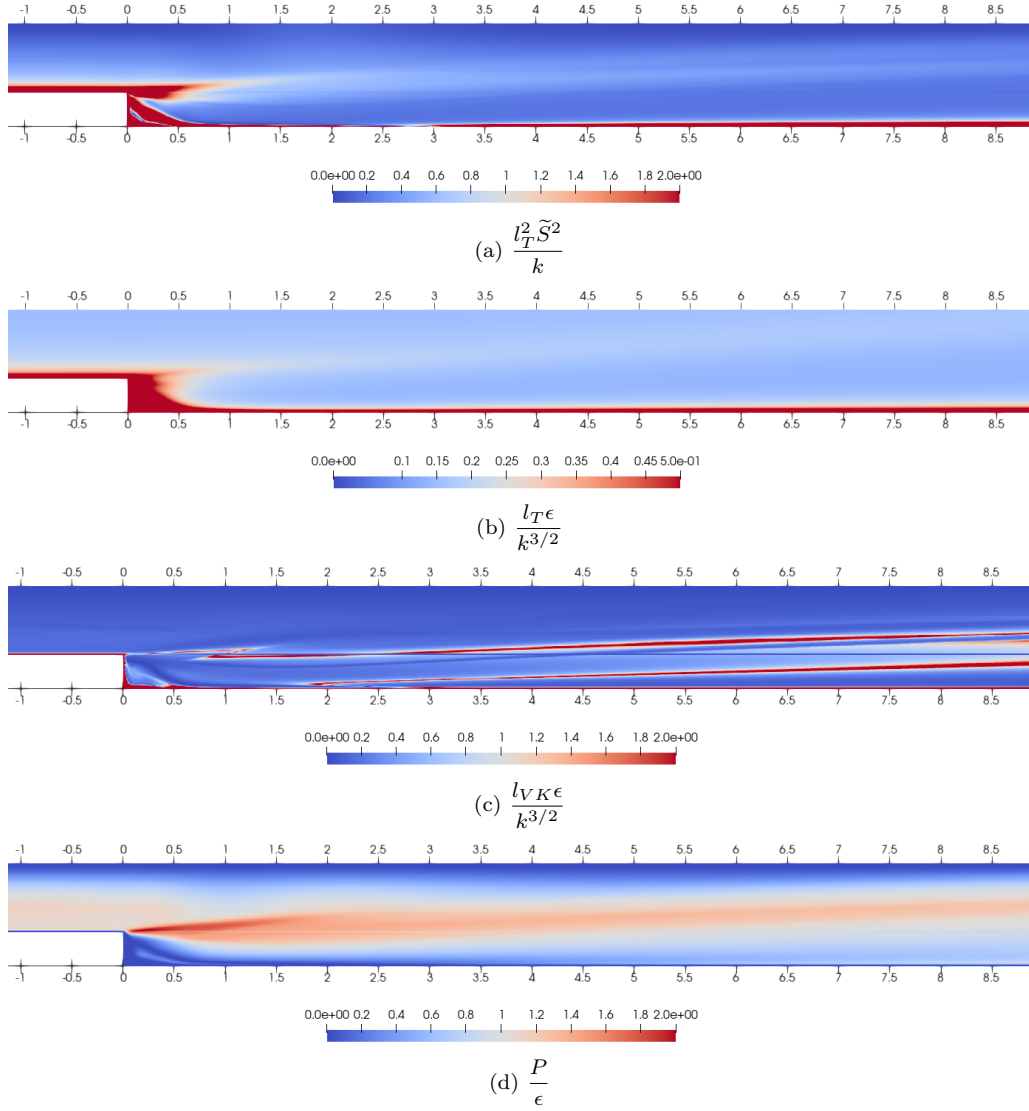 -1 -0.5 0 0.5 1 1.5 2 2.5 3 3.5 4 4.5 5 5.5 6 6.5 7 7.5 8 8.5
-1 -0.5 0 0.5 1 1.5 2 2.5 3 3.5 4 4.5 5 5.5 6 6.5 7 7.5 8 8.5
0.0e+00 0.2 0.4 0.6 0.8 1 1.2 1.4 1.6 1.8 2.0e+00
(a) \frac{l_T^2 \widetilde{S}^2}{k}
-1 -0.5 0 0.5 1 1.5 2 2.5 3 3.5 4 4.5 5 5.5 6 6.5 7 7.5 8 8.5
-1 -0.5 0 0.5 1 1.5 2 2.5 3 3.5 4 4.5 5 5.5 6 6.5 7 7.5 8 8.5
0.0e+00 0.1 0.15 0.2 0.25 0.3 0.35 0.4 0.45 5.0e-01
(b) \frac{l_T \epsilon}{k^{3/2}}
-1 -0.5 0 0.5 1 1.5 2 2.5 3 3.5 4 4.5 5 5.5 6 6.5 7 7.5 8 8.5
-1 -0.5 0 0.5 1 1.5 2 2.5 3 3.5 4 4.5 5 5.5 6 6.5 7 7.5 8 8.5
0.0e+00 0.2 0.4 0.6 0.8 1 1.2 1.4 1.6 1.8 2.0e+00
(c) \frac{l_{VK} \epsilon}{k^{3/2}}
-1 -0.5 0 0.5 1 1.5 2 2.5 3 3.5 4 4.5 5 5.5 6 6.5 7 7.5 8 8.5
-1 -0.5 0 0.5 1 1.5 2 2.5 3 3.5 4 4.5 5 5.5 6 6.5 7 7.5 8 8.5
0.0e+00 0.2 0.4 0.6 0.8 1 1.2 1.4 1.6 1.8 2.0e+00
(d) \frac{P}{\epsilon}